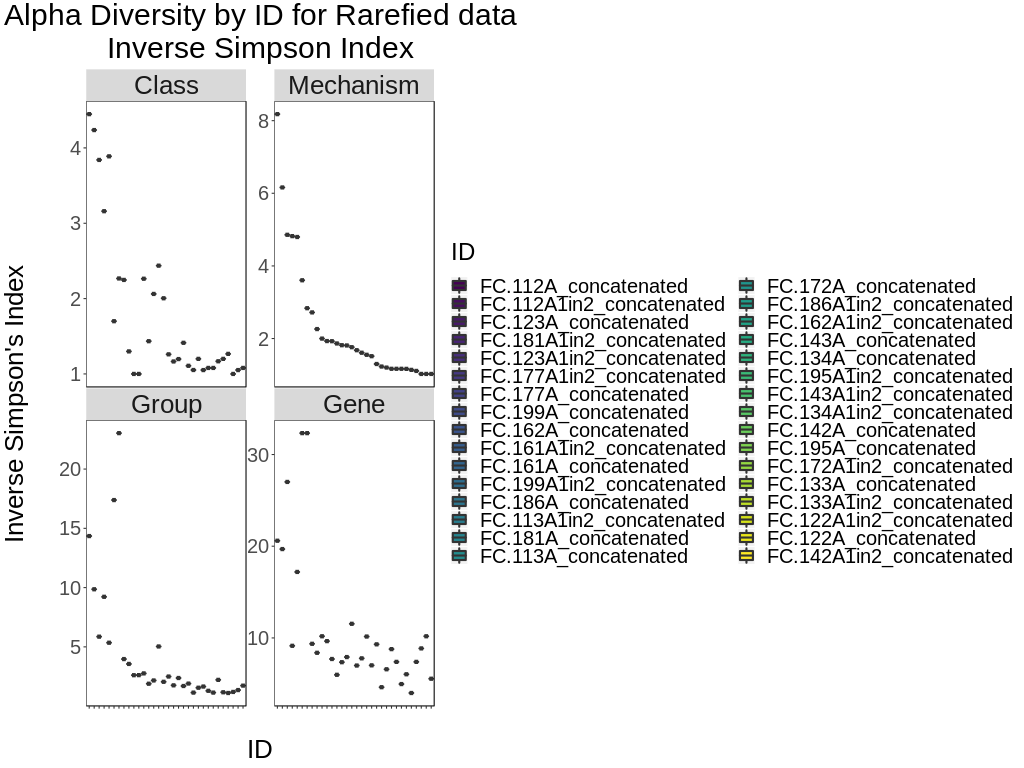 Alpha Diversity by ID for Rarefied data
Inverse Simpson Index
Class
Mechanism
4
3
2
1
8
6
4
2
Group
Gene
20
15
10
5
30
20
10
Inverse Simpson's Index
ID
ID
FC.112A_concatenated
FC.112A1in2_concatenated
FC.123A_concatenated
FC.181A1in2_concatenated
FC.123A1in2_concatenated
FC.177A1in2_concatenated
FC.177A_concatenated
FC.199A_concatenated
FC.162A_concatenated
FC.161A1in2_concatenated
FC.161A_concatenated
FC.199A1in2_concatenated
FC.186A_concatenated
FC.113A1in2_concatenated
FC.181A_concatenated
FC.113A_concatenated
FC.172A_concatenated
FC.186A1in2_concatenated
FC.162A1in2_concatenated
FC.143A_concatenated
FC.134A_concatenated
FC.195A1in2_concatenated
FC.143A1in2_concatenated
FC.134A1in2_concatenated
FC.142A_concatenated
FC.195A_concatenated
FC.172A1in2_concatenated
FC.133A_concatenated
FC.133A1in2_concatenated
FC.122A1in2_concatenated
FC.122A_concatenated
FC.142A1in2_concatenated